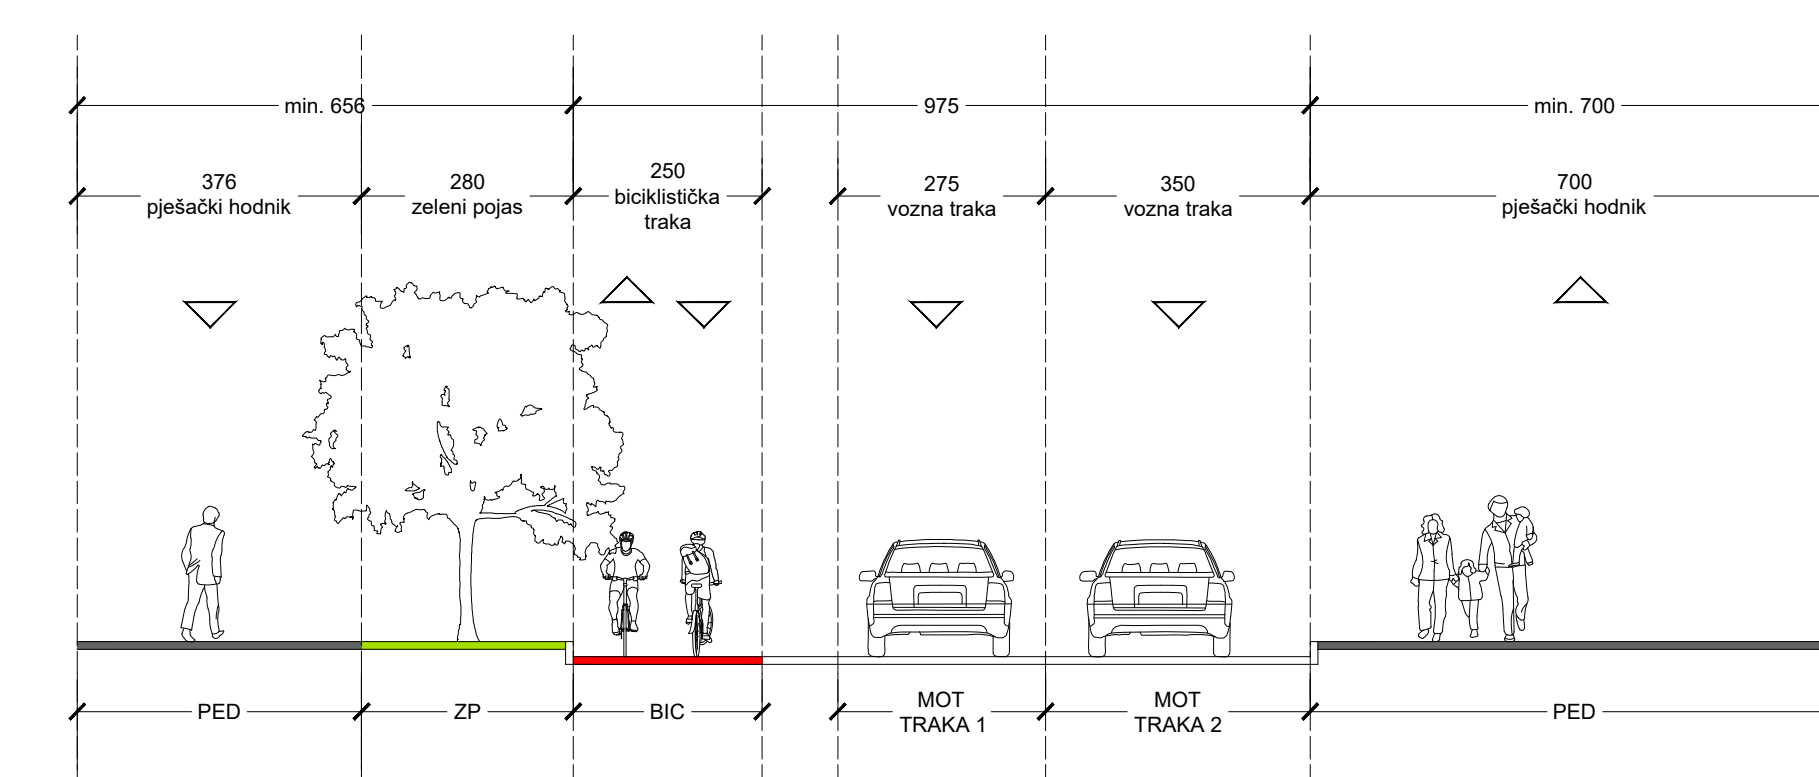 min. 656
975
min. 700
376
pješački hodnik
280
zeleni pojas
250
biciklistička
traka
275
vozna traka
350
vozna traka
700
pješački hodnik
PED
ZP
BIC
MOT
TRAKA 1
MOT
TRAKA 2
PED